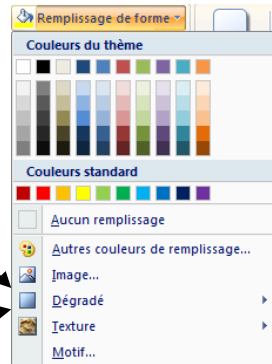 Remplissage de forme
Couleurs du thème
Couleurs standard
Aucun remplissage
Autres couleurs de remplissage...
Image...
Dégradé
Texture
Motif...